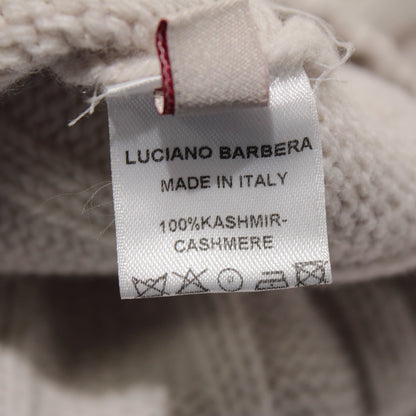 LUCIANO BARBERA
MADE IN ITALY
100%KASHMIR-
CASHMERE